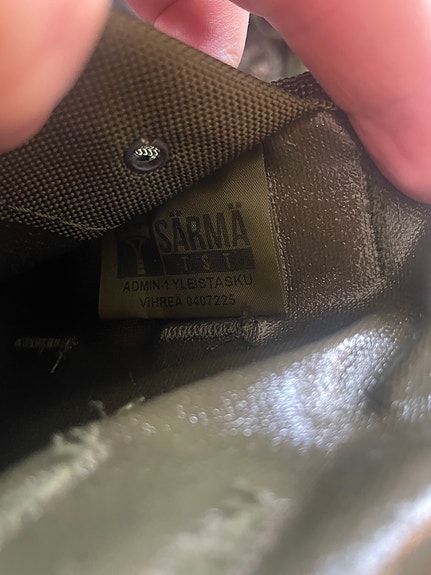 SÄRMÄ
TST
ADMIN-1 YLEISTASKU
VIHREÄ 0407225